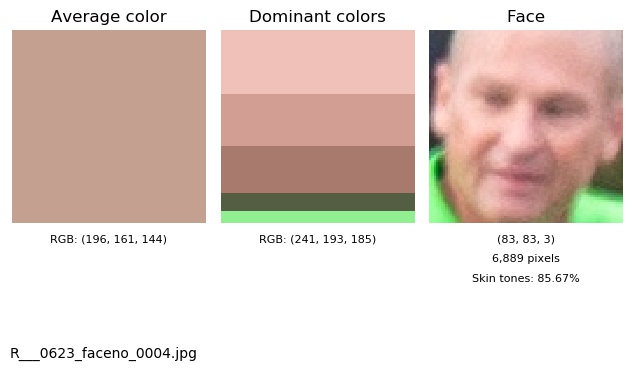 Average color
Dominant colors
Face
RGB: (196, 161, 144)
RGB: (241, 193, 185)
(83, 83, 3)
6,889 pixels
Skin tones: 85.67%
R___0623_faceno_0004.jpg